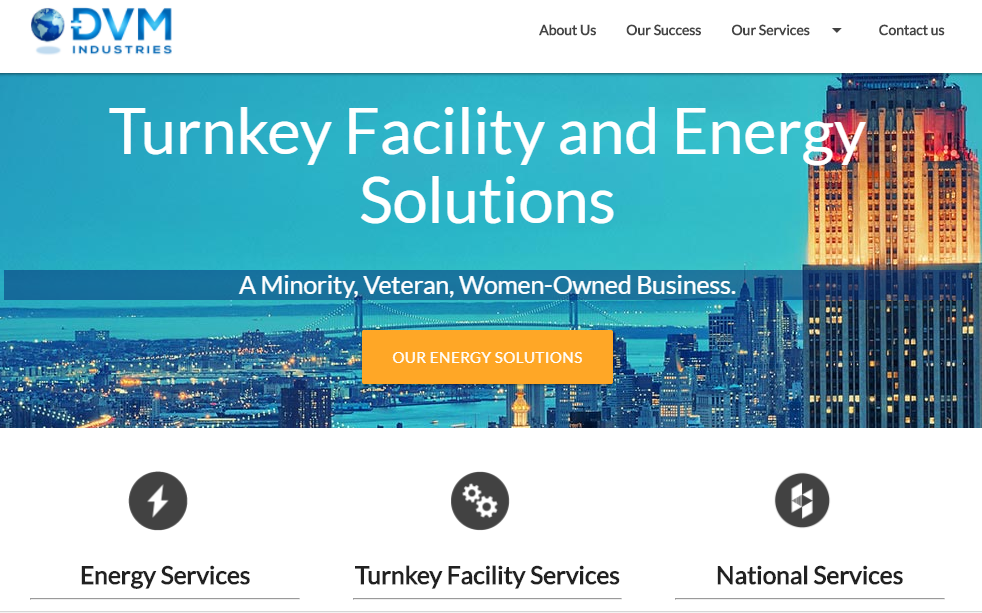 DVM
INDUSTRIES
About Us
Our Success
Our Services
Contact us
Turnkey Facility and Energy
Solutions
A Minority, Veteran, Women-Owned Business.
OUR ENERGY SOLUTIONS
Energy Services
Turnkey Facility Services
National Services